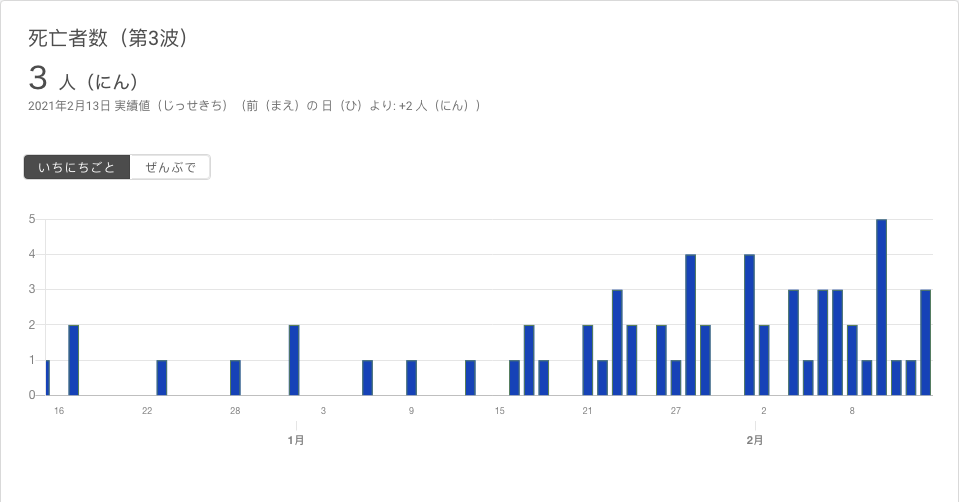 死亡者数（第3波）
3 人（にん）
2021年2月13日 実績値（じっせきち）（前（まえ）の 日（ひ）より: +2 人（にん））
いちにちごと ぜんぶで
5
4
3
2
1
0
16 22 28 3 9 15 21 27 2 8
1月 2月